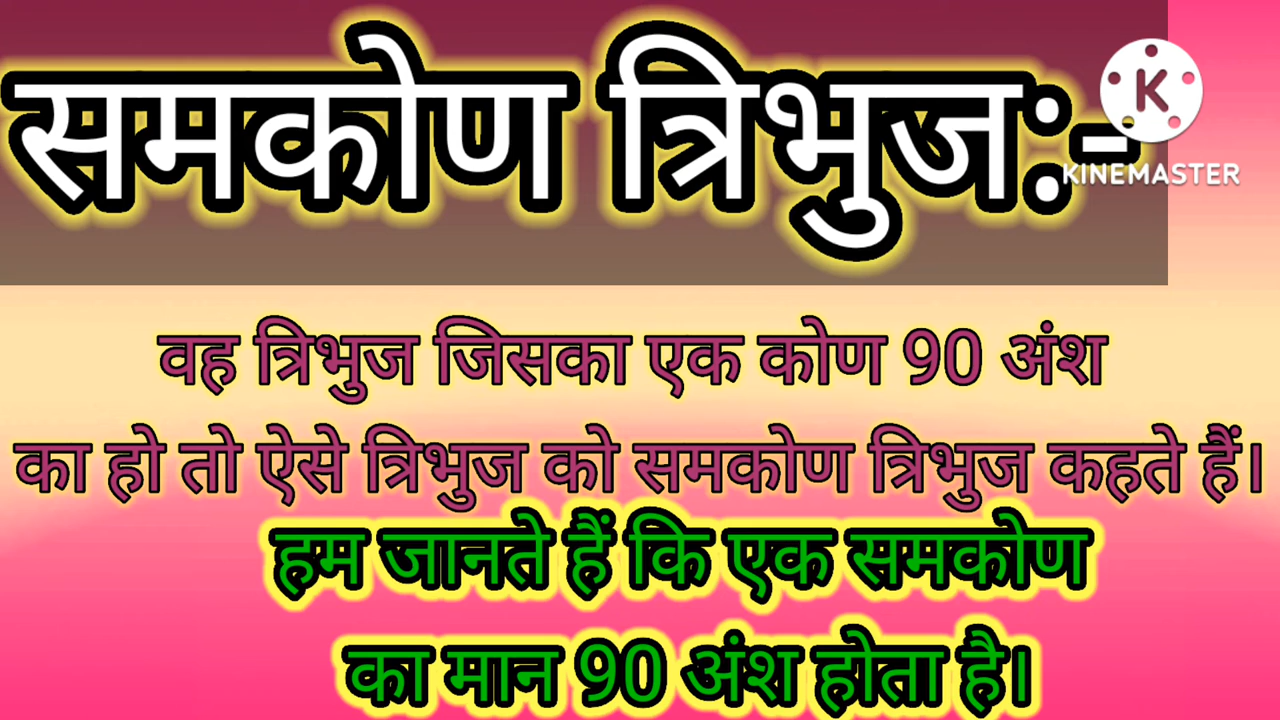 समकोण त्रिभुज:-
K
KINEMASTER
वह त्रिभुज जिसका एक कोण 90 अंश
का हो तो ऐसे त्रिभुज को समकोण त्रिभुज कहते हैं।
हम जानते हैं कि एक समकोण
का मान 90 अंश होता है।